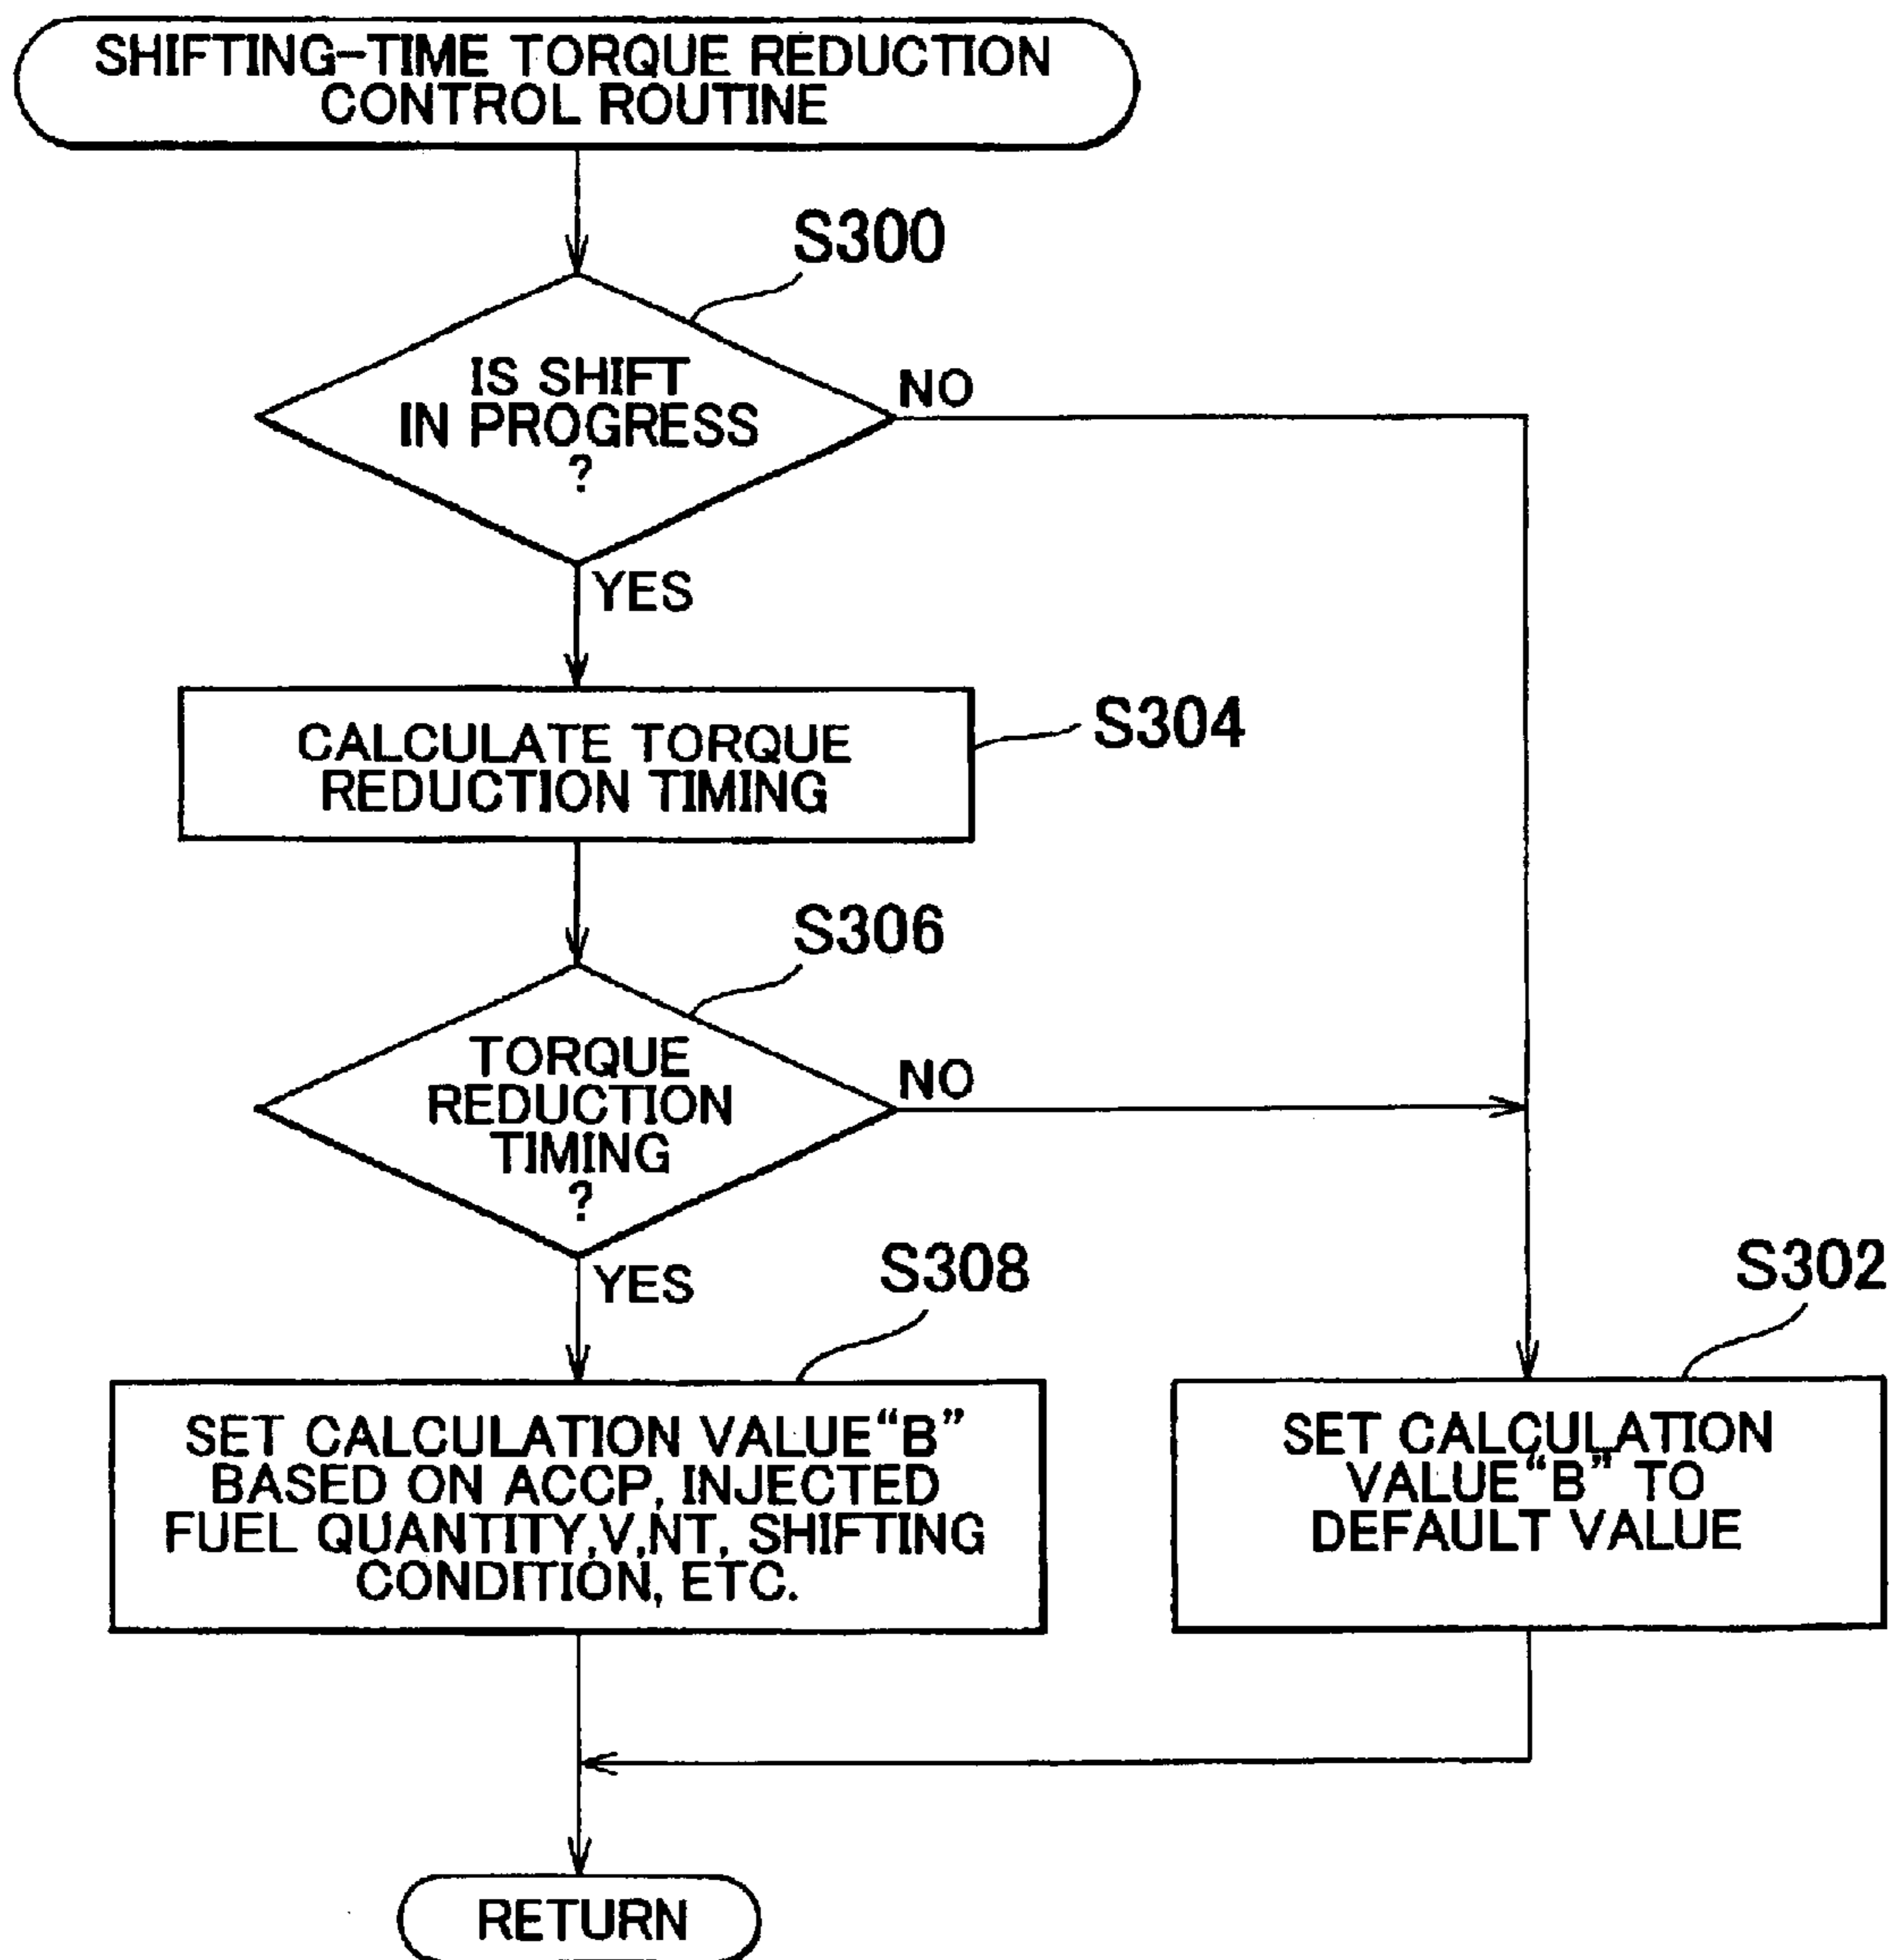 SHIFTING-TIME TORQUE REDUCTION
CONTROL ROUTINE
S300
IS SHIFT
IN PROGRESS
?
NO
YES
CALCULATE TORQUE
REDUCTION TIMING
S304
S306
TORQUE
REDUCTION
TIMING
?
NO
YES
S308
S302
SET CALCULATION VALUE“B”
BASED ON ACCP, INJECTED
FUEL QUANTITY,V,NT, SHIFTING
CONDITION, ETC.
SET CALCULATION
VALUE“B” TO
DEFAULT VALUE
RETURN